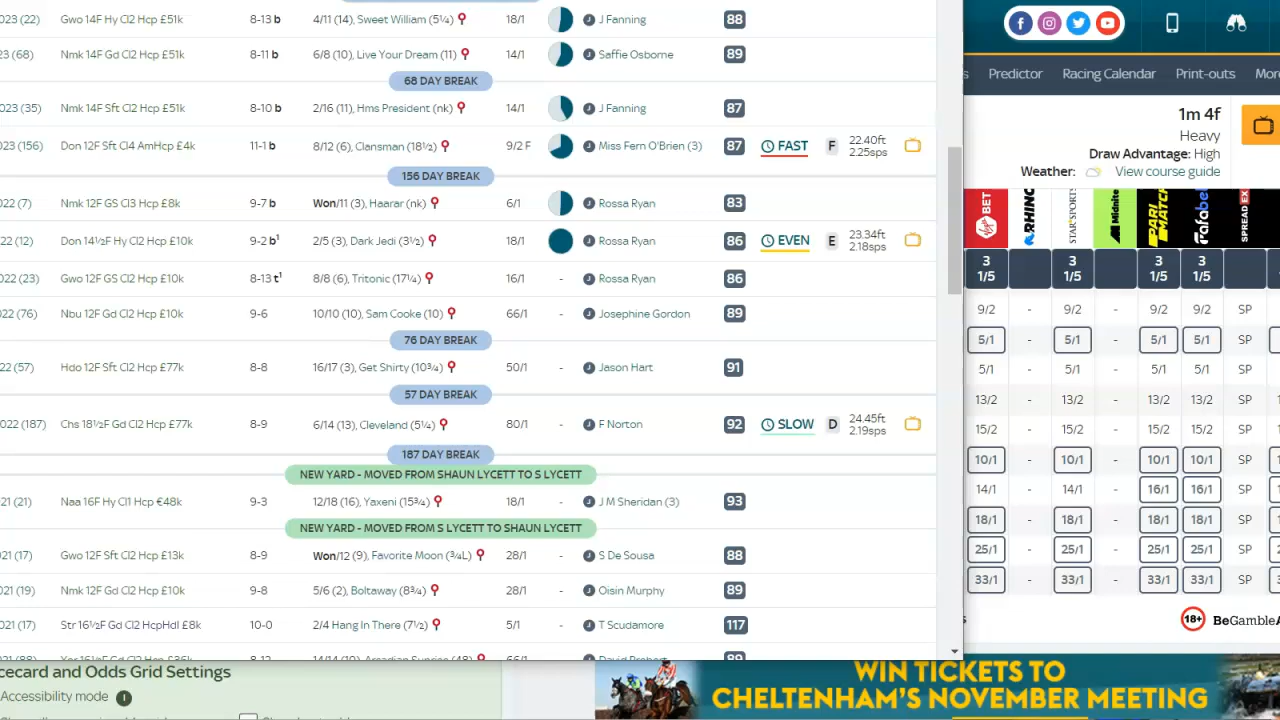 023 (22) Gwo 14F Hy Cl2 Hcp £51k 8-13 b 4/11 (14), Sweet William (5¼) 18/1 J Fanning 88
023 (68) Nmk 14F Gd Cl2 Hcp £51k 8-11 b 6/8 (10), Live Your Dream (11) 14/1 Saffie Osborne 89
68 DAY BREAK
023 (35) Nmk 14F Sft Cl2 Hcp £51k 8-10 b 2/16 (11), Hms President (nk) 14/1 J Fanning 87
023 (156) Don 12F Sft Cl4 AmHcp £4k 11-1 b 8/12 (6), Clansman (18½) 9/2 F Miss Fern O'Brien (3) 87 FAST F 22.40ft 2.25sps
156 DAY BREAK
022 (7) Nmk 12F GS Cl3 Hcp £8k 9-7 b Won/11 (3), Haarar (nk) Rossa Ryan 83
22 (12) Don 14½F Hy Cl2 Hcp £10k 9-2 b¹ 2/8 (3), Dark Jedi (3½) 18/1 Rossa Ryan 86 EVEN E 23.34ft 2.18sps
022 (23) Gwo 12F GS Cl2 Hcp £10k 8-13 t¹ 8/8 (6), Tritonic (17¼) 16/1 - Rossa Ryan 86
022 (76) Nbu 12F Gd Cl2 Hcp £10k 9-6 10/10 (10), Sam Cooke (10) 66/1 - Josephine Gordon 89
76 DAY BREAK
22 (57) Hdo 12F Sft Cl2 Hcp £77k 8-8 16/17 (3), Get Shirty (10¾) 50/1 - Jason Hart 91
57 DAY BREAK
022 (187) Chs 18½F Gd Cl2 Hcp £77k 8-9 6/14 (13), Cleveland (5¼) 80/1 - F Norton 92 SLOW D 24.45ft 2.19sps
187 DAY BREAK
NEW YARD - MOVED FROM SHAUN LYCETT TO S LYCETT
021 (21) Naa 16F Hy Cl1 Hcp €48k 9-3 12/18 (16), Yaxeni (15¾) 18/1 - J M Sheridan (3) 93
NEW YARD - MOVED FROM S LYCETT TO SHAUN LYCETT
021 (17) Gwo 12F Sft Cl2 Hcp £13k 8-9 Won/12 (9), Favorite Moon (¾L) 28/1 - S De Sousa 88
021 (19) Nmk 12F Gd Cl2 Hcp £10k 9-8 5/6 (2), Boltaway (8¾) 28/1 - Oisin Murphy 89
021 (17) Str 16½F Gd Cl2 HcpHdl £8k 10-0 2/4 Hang In There (7½) 5/1 - T Scudamore 117
66/1 - David Probert 89
cecard and Odds Grid Settings
Accessibility mode
s Predictor Racing Calendar Print-outs More
1m 4f
Heavy
Draw Advantage: High
Weather: View course guide
VIRGIN BET RHINO STAR SPORTS Midnite PARI MATCH Fafabet SPREAD EX
3 3 3 3
1/5 1/5 1/5 1/5
9/2 - 9/2 - 9/2 9/2 SP
5/1 - 5/1 - 5/1 5/1 SP
5/1 - 5/1 - 5/1 5/1 SP
13/2 - 13/2 - 13/2 13/2 SP
15/2 - 15/2 - 15/2 15/2 SP
10/1 - 10/1 - 10/1 10/1 SP
14/1 - 14/1 - 16/1 16/1 SP
18/1 - 18/1 - 18/1 18/1 SP
25/1 - 25/1 - 25/1 25/1 SP
33/1 - 33/1 - 33/1 33/1 SP
18+ BeGambleA
WIN TICKETS TO
CHELTENHAM'S NOVEMBER MEETING